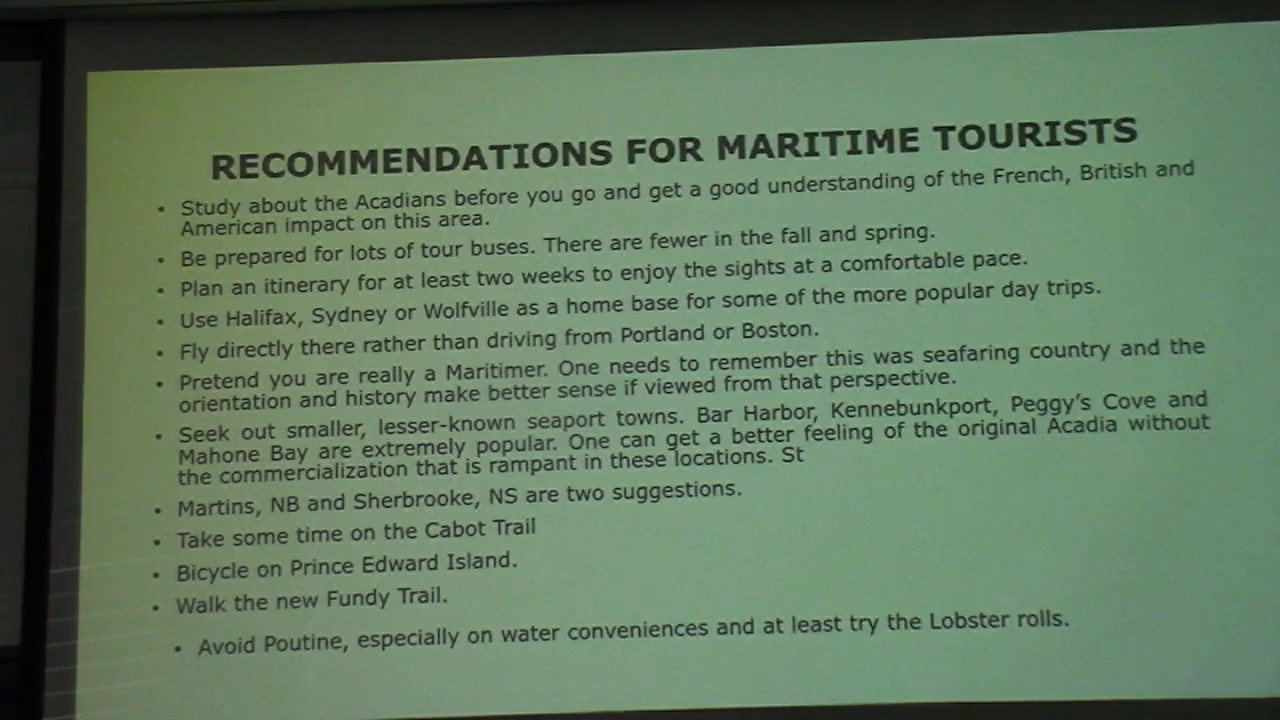 RECOMMENDATIONS FOR MARITIME TOURISTS
• Study about the Acadians before you go and get a good understanding of the French, British and
American impact on this area.
• Be prepared for lots of tour buses. There are fewer in the fall and spring.
• Plan an itinerary for at least two weeks to enjoy the sights at a comfortable pace.
• Use Halifax, Sydney or Wolfville as a home base for some of the more popular day trips.
• Fly directly there rather than driving from Portland or Boston.
• Pretend you are really a Maritimer. One needs to remember this was seafaring country and the
orientation and history make better sense if viewed from that perspective.
• Seek out smaller, lesser-known seaport towns. Bar Harbor, Kennebunkport, Peggy's Cove and
Mahone Bay are extremely popular. One can get a better feeling of the original Acadia without
the commercialization that is rampant in these locations. St
• Martins, NB and Sherbrooke, NS are two suggestions.
• Take some time on the Cabot Trail
• Bicycle on Prince Edward Island.
• Walk the new Fundy Trail.
• Avoid Poutine, especially on water conveniences and at least try the Lobster rolls.